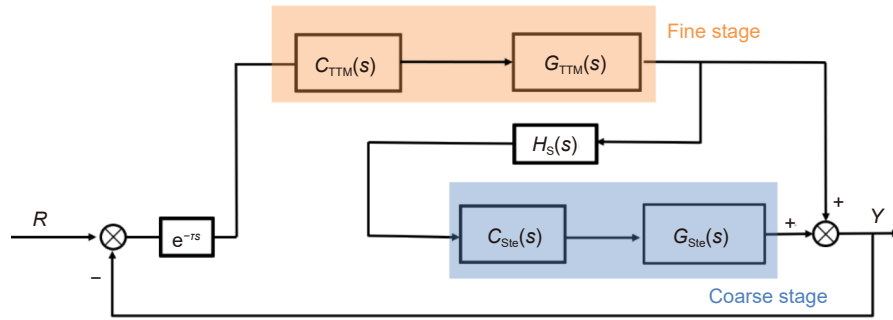 Fine stage
C_TTM(s)
G_TTM(s)
H_S(s)
R
e^−τs
C_Ste(s)
G_Ste(s)
+
+
Y
−
Coarse stage